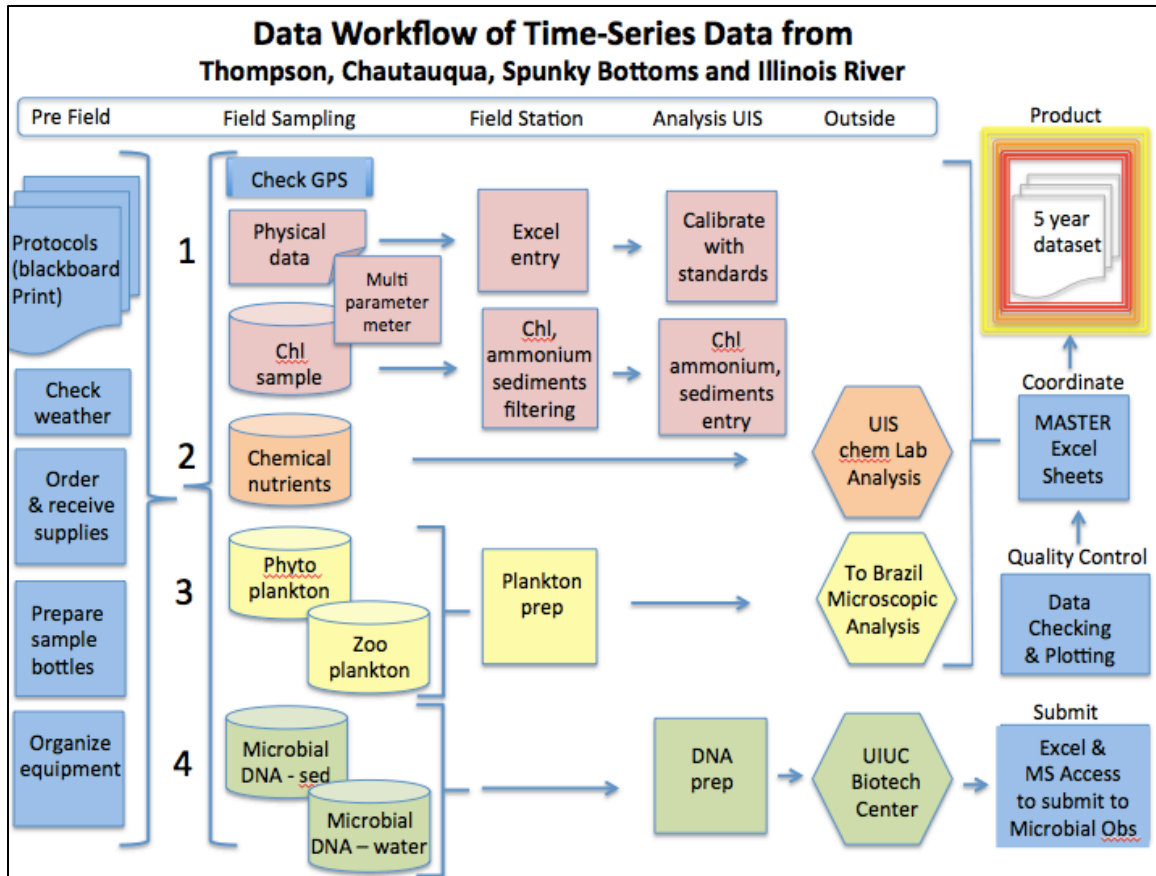 Data Workflow of Time-Series Data from
Thompson, Chautauqua, Spunky Bottoms and Illinois River
Pre Field
Field Sampling
Field Station
Analysis UIS
Outside
Product
Protocols
(blackboard
Print)
Check
weather
Order
& receive
supplies
Prepare
sample
bottles
Organize
equipment
Check GPS
1
Physical
data
Multi
parameter
meter
Excel
entry
Calibrate
with
standards
Chl
sample
Chl,
ammonium
sediments
filtering
Chl
ammonium,
sediments
entry
2
Chemical
nutrients
UIS
chem Lab
Analysis
3
Phyto
plankton
Zoo
plankton
Plankton
prep
To Brazil
Microscopic
Analysis
4
Microbial
DNA - sed
Microbial
DNA – water
DNA
prep
UIUC
Biotech
Center
5 year
dataset
Coordinate
MASTER
Excel
Sheets
Quality Control
Data
Checking
& Plotting
Submit
Excel &
MS Access
to submit to
Microbial Obs